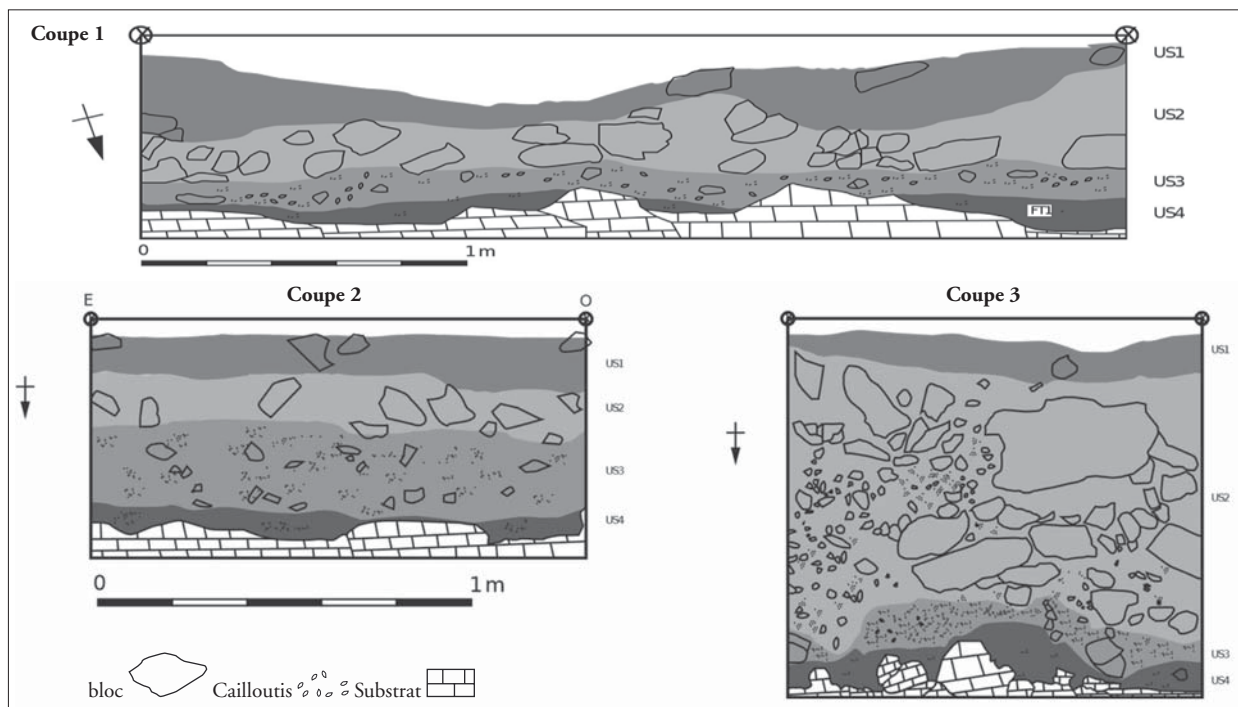 Coupe 1
US1
US2
US3
US4
FT1
0 1 m
Coupe 2
E O
US1
US2
US3
US4
0 1 m
Coupe 3
US1
US2
US3
US4
bloc Cailloutis Substrat